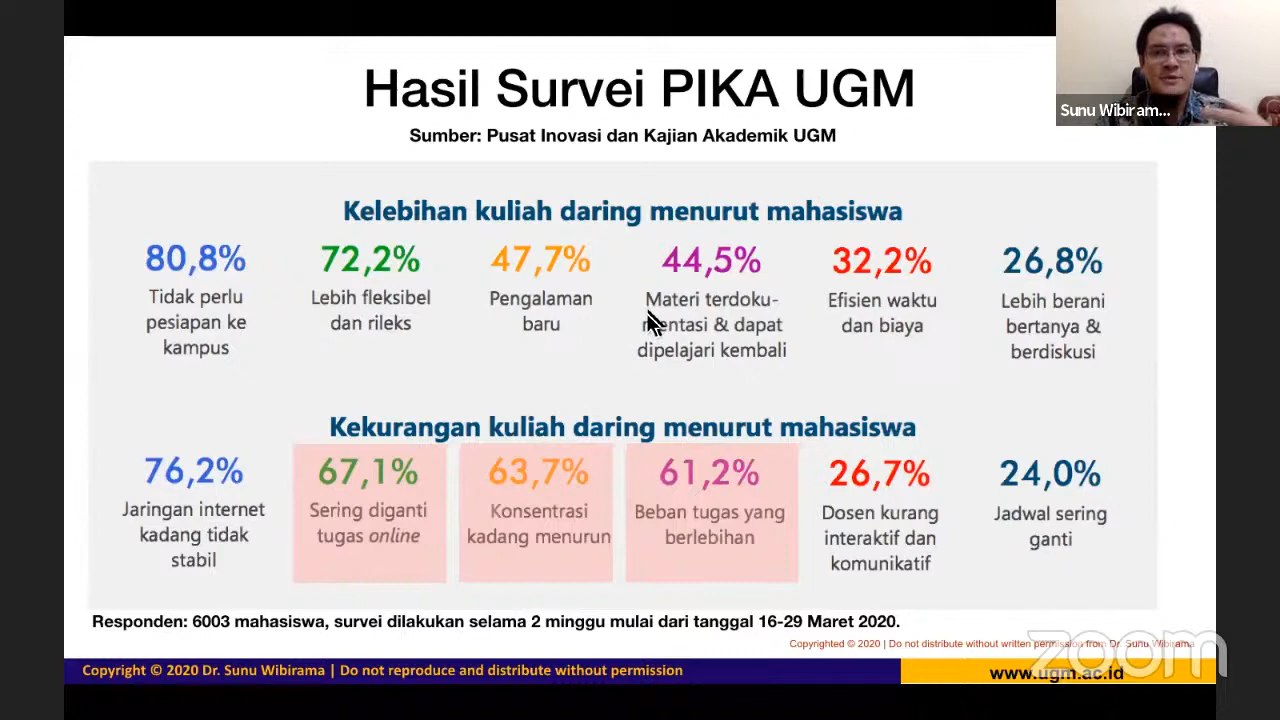 Hasil Survei PIKA UGM
Sumber: Pusat Inovasi dan Kajian Akademik UGM
Sunu Wibiram...
Kelebihan kuliah daring menurut mahasiswa
80,8%
Tidak perlu
pesiapan ke
kampus
72,2%
Lebih fleksibel
dan rileks
47,7%
Pengalaman
baru
44,5%
Materi terdoku-
mentasi & dapat
dipelajari kembali
32,2%
Efisien waktu
dan biaya
26,8%
Lebih berani
bertanya &
berdiskusi
Kekurangan kuliah daring menurut mahasiswa
76,2%
Jaringan internet
kadang tidak
stabil
67,1%
Sering diganti
tugas online
63,7%
Konsentrasi
kadang menurun
61,2%
Beban tugas yang
berlebihan
26,7%
Dosen kurang
interaktif dan
komunikatif
24,0%
Jadwal sering
ganti
Responden: 6003 mahasiswa, survei dilakukan selama 2 minggu mulai dari tanggal 16-29 Maret 2020.
Copyrighted © 2020 | Do not distribute without written permission from Dr. Sunu Wibirama
zoom
Copyright © 2020 Dr. Sunu Wibirama | Do not reproduce and distribute without permission
www.ugm.ac.id